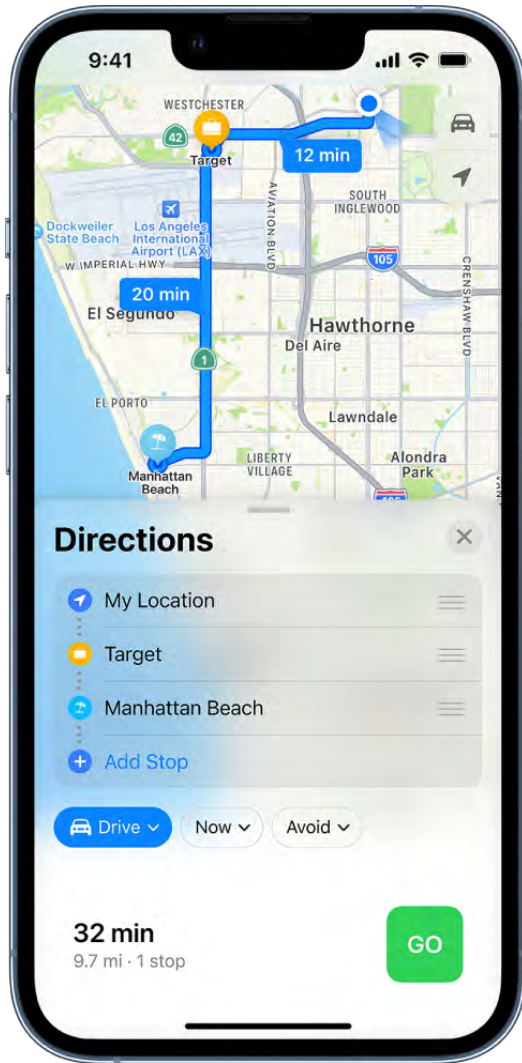 9:41
WESTCHESTER
42
Target
12 min
AVIATION BLVD
SOUTH
INGLEWOOD
Dockweiler
State Beach
Los Angeles
International
Airport (LAX)
W IMPERIAL HWY
105
CRENSHAW BLVD
20 min
El Segundo
Hawthorne
Del Aire
1
EL PORTO
Lawndale
LIBERTY
VILLAGE
Alondra
Park
Manhattan
Beach
405
Directions
My Location
Target
Manhattan Beach
Add Stop
Drive
Now
Avoid
32 min
9.7 mi · 1 stop
GO